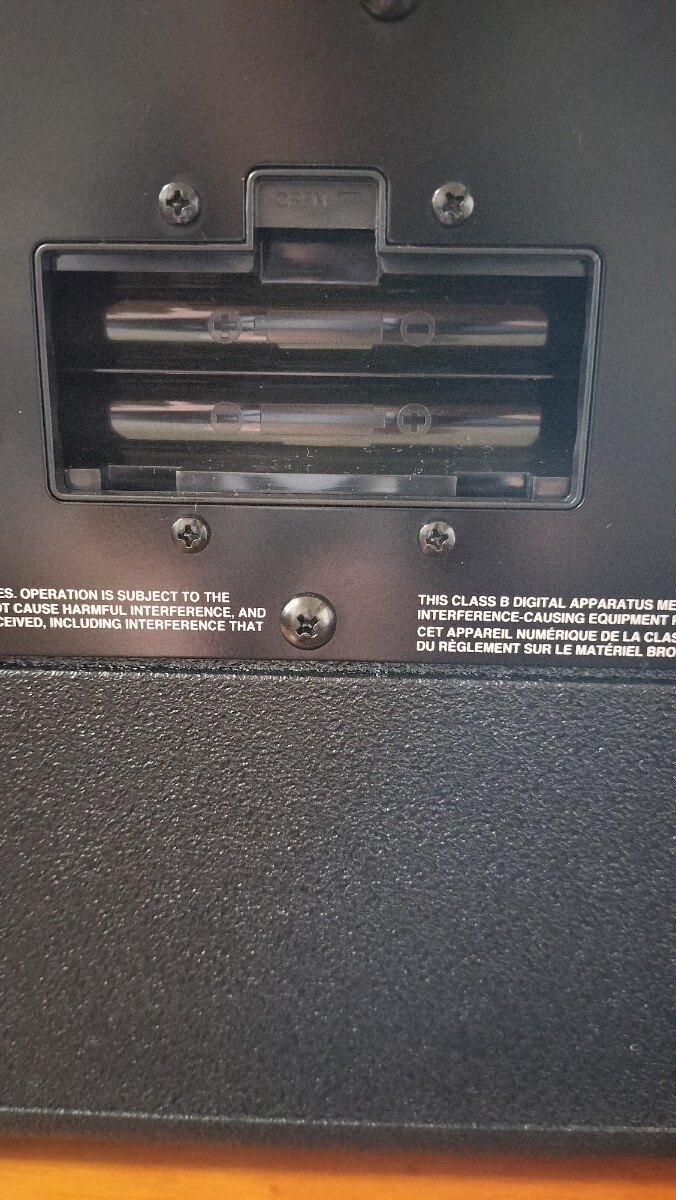 OPEN
+ −
− +
ES. OPERATION IS SUBJECT TO THE
OT CAUSE HARMFUL INTERFERENCE, AND
CEIVED, INCLUDING INTERFERENCE THAT
THIS CLASS B DIGITAL APPARATUS ME
INTERFERENCE-CAUSING EQUIPMENT
CET APPAREIL NUMÉRIQUE DE LA CLAS
DU RÈGLEMENT SUR LE MATÉRIEL BRO